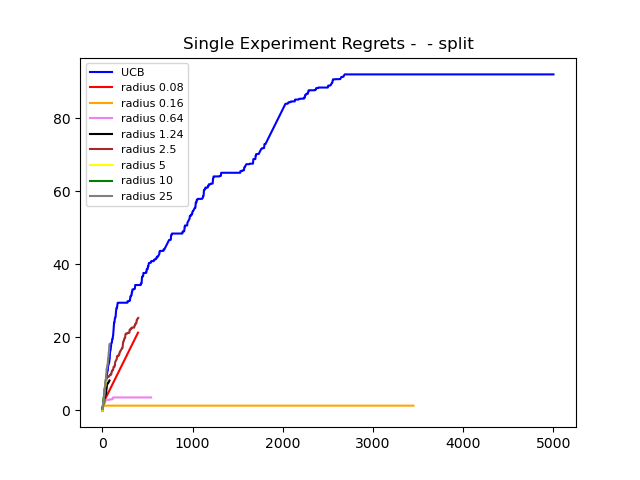 Single Experiment Regrets -  - split
UCB
radius 0.08
radius 0.16
radius 0.64
radius 1.24
radius 2.5
radius 5
radius 10
radius 25
80
60
40
20
0
0 1000 2000 3000 4000 5000